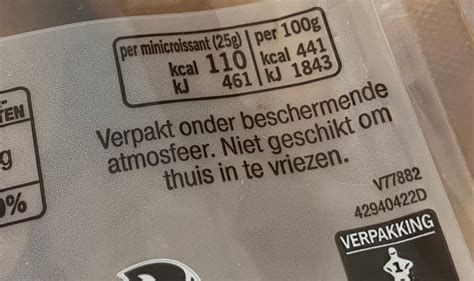 per minicroissant (25g) per 100g
kcal 110 kcal 441
kJ 461 kJ 1843
TEN
g
%
Verpakt onder beschermende
atmosfeer. Niet geschikt om
thuis in te vriezen.
V77882
42940422D
VERPAKKING
1